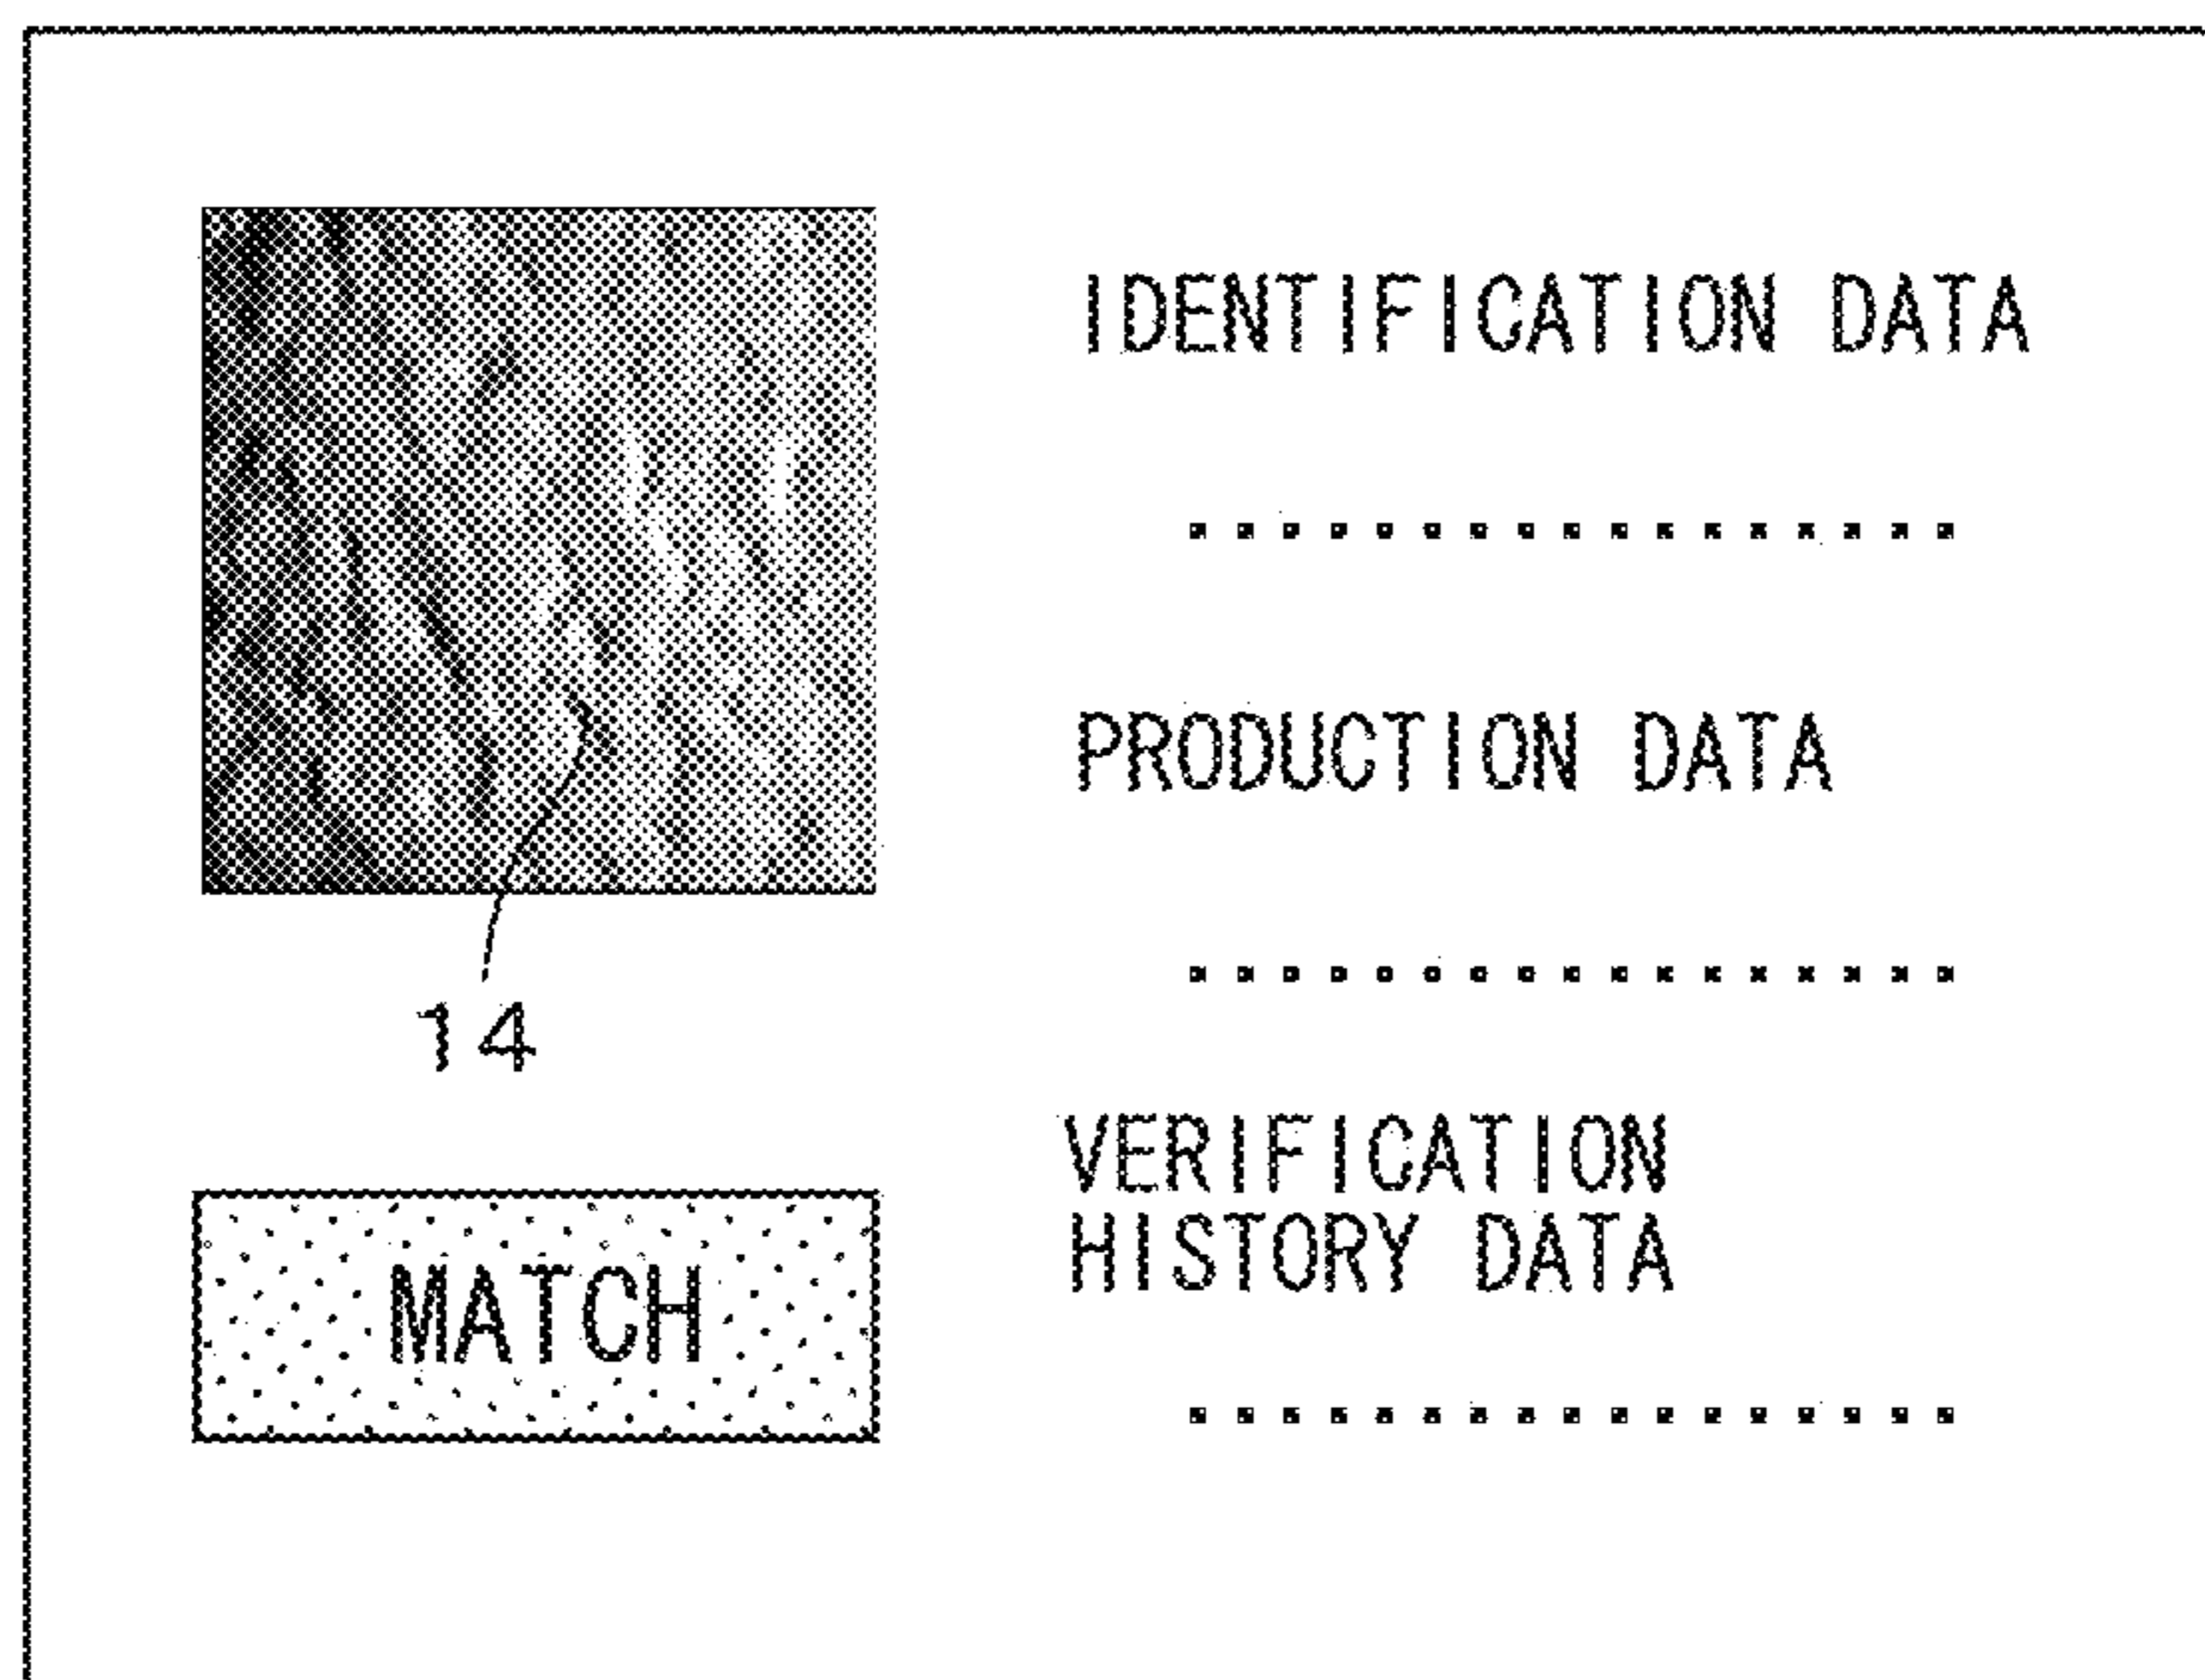 IDENTIFICATION DATA
................
PRODUCTION DATA
.................
14
VERIFICATION
HISTORY DATA
MATCH
.................